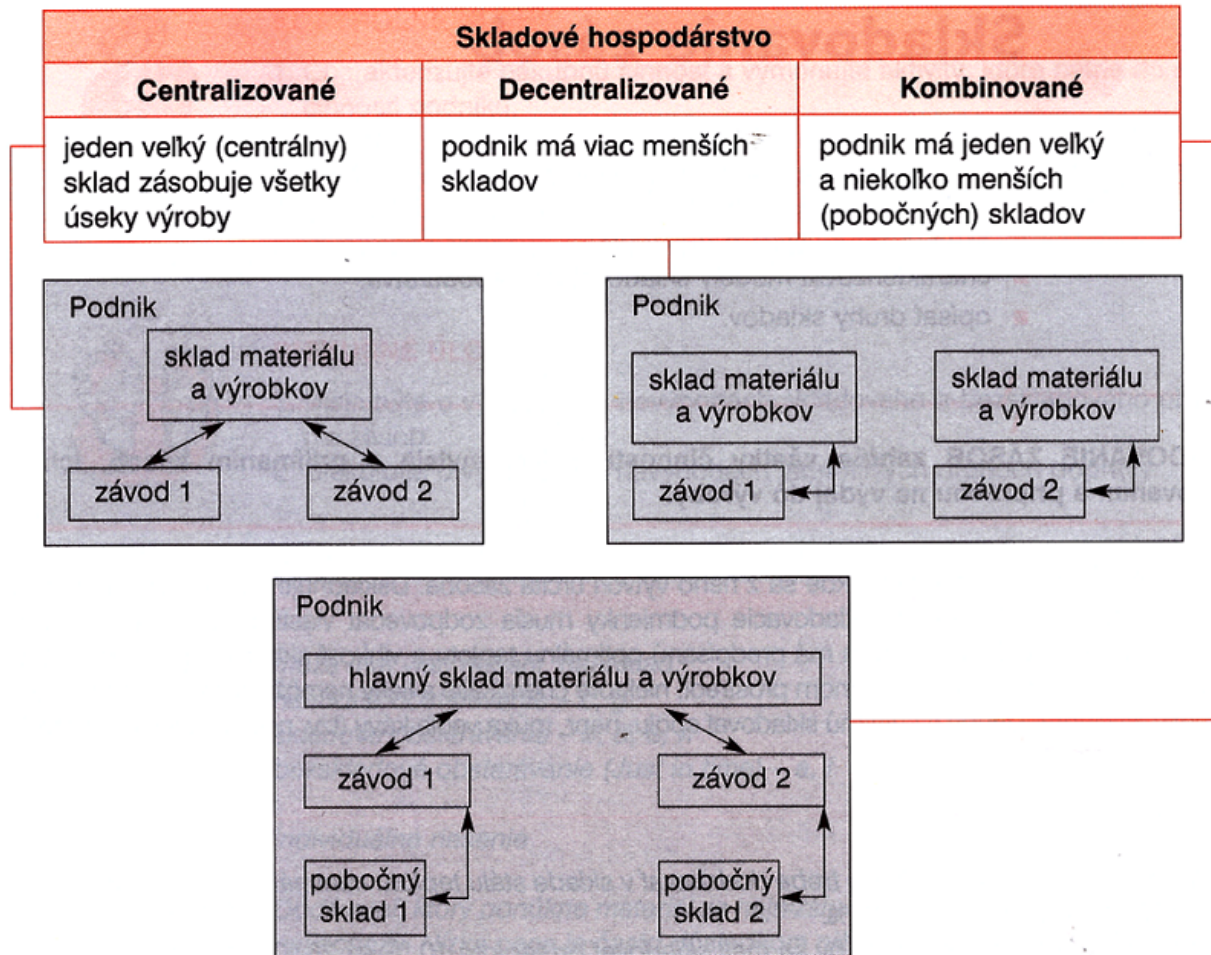 Skladové hospodárstvo
Centralizované
Decentralizované
Kombinované
jeden veľký (centrálny)
sklad zásobuje všetky
úseky výroby
podnik má viac menších
skladov
podnik má jeden veľký
a niekoľko menších
(pobočných) skladov
Podnik
sklad materiálu
a výrobkov
závod 1
závod 2
Podnik
sklad materiálu
a výrobkov
sklad materiálu
a výrobkov
závod 1
závod 2
Podnik
hlavný sklad materiálu a výrobkov
závod 1
závod 2
pobočný
sklad 1
pobočný
sklad 2